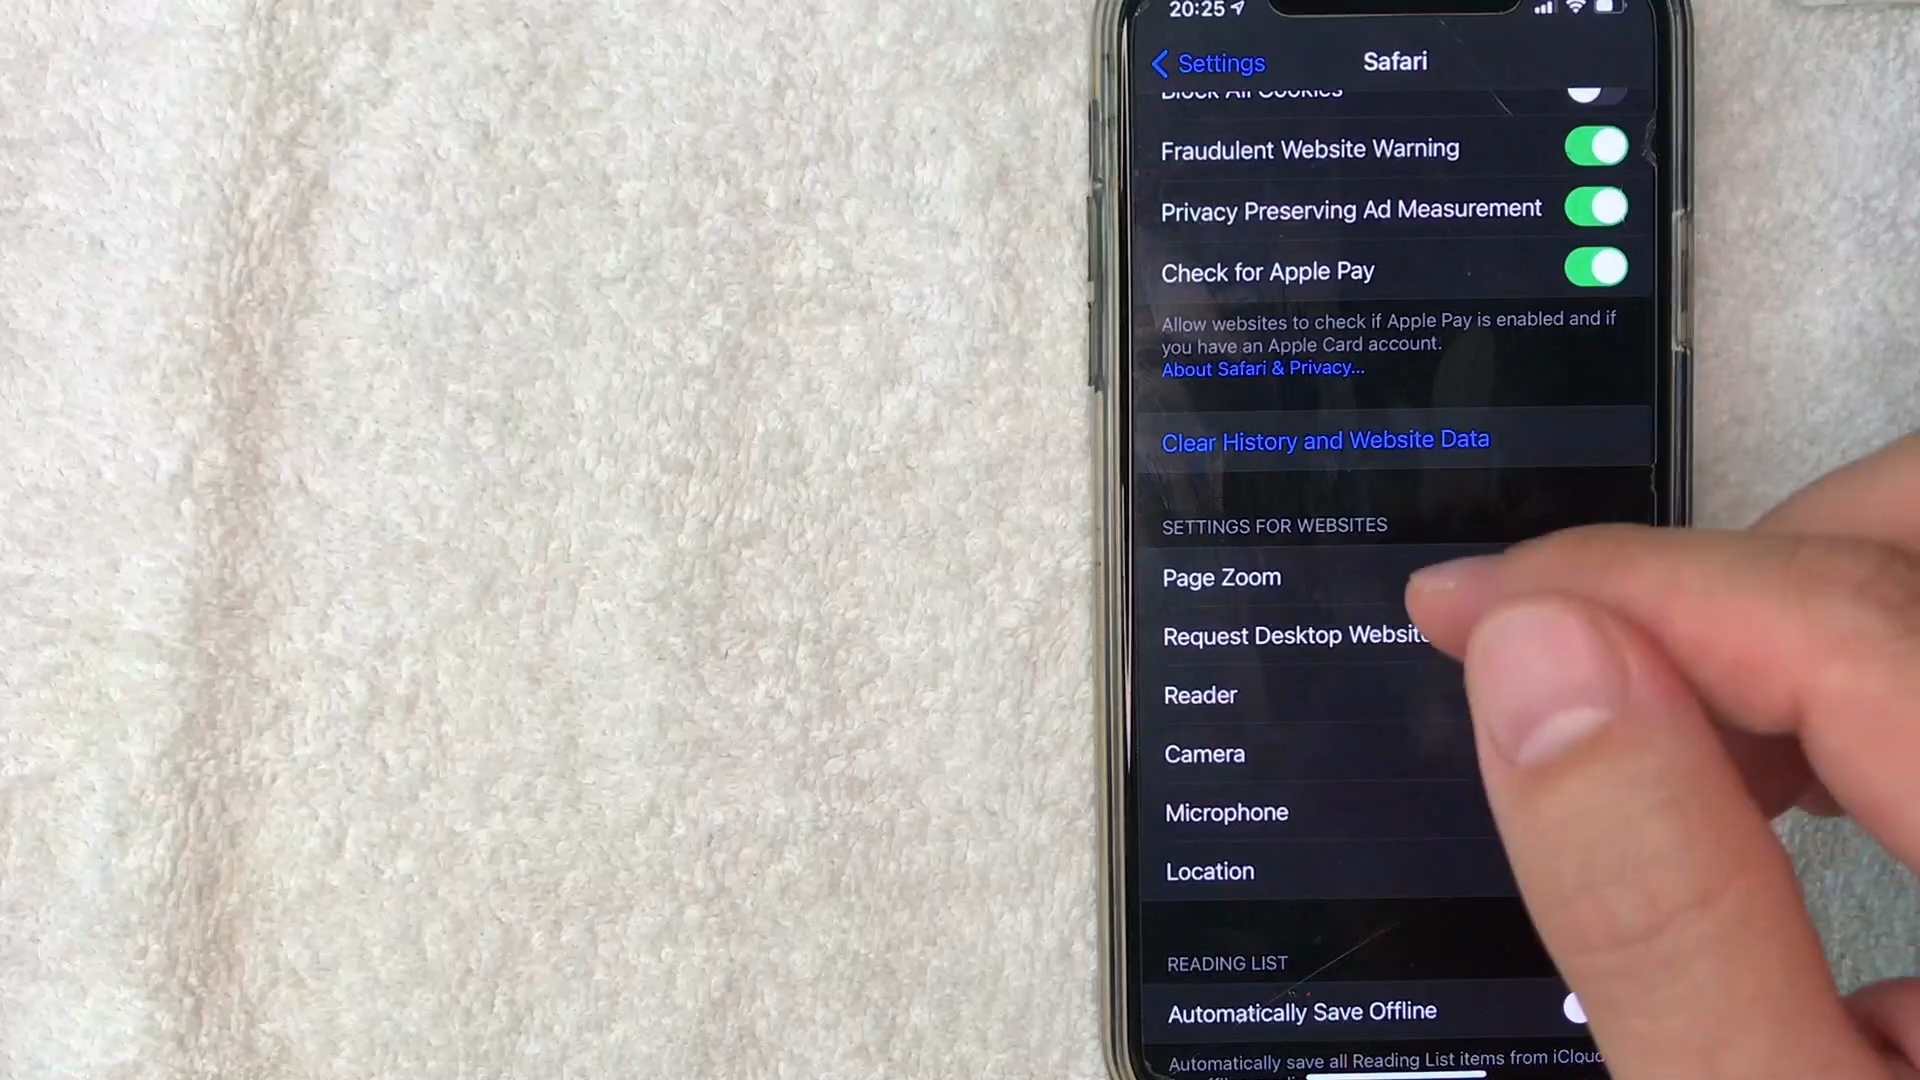 20:25
Settings
Safari
Block All Cookies
Fraudulent Website Warning
Privacy Preserving Ad Measurement
Check for Apple Pay
Allow websites to check if Apple Pay is enabled and if
you have an Apple Card account.
About Safari & Privacy...
Clear History and Website Data
SETTINGS FOR WEBSITES
Page Zoom
Request Desktop Website
Reader
Camera
Microphone
Location
READING LIST
Automatically Save Offline
Automatically save all Reading List items from iCloud